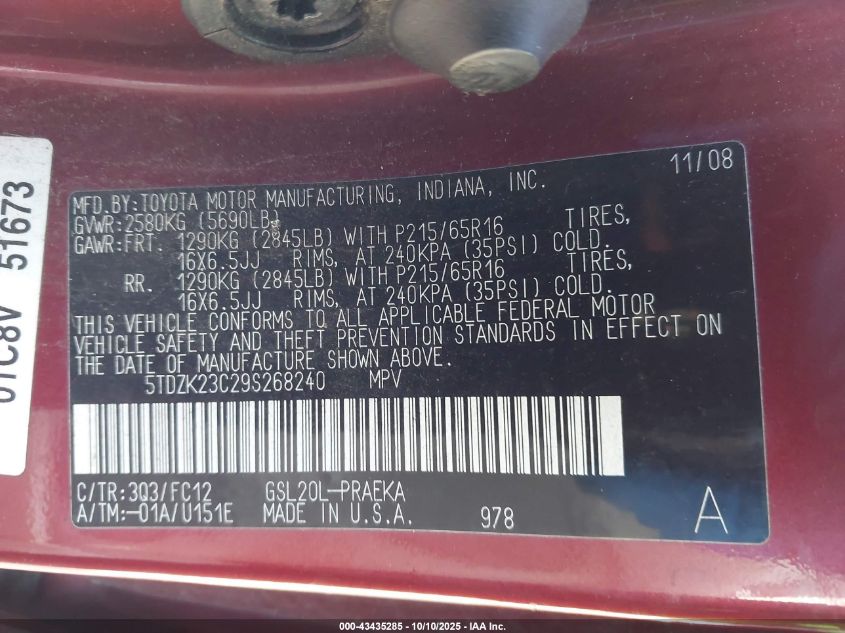 11/08
MFD.BY:TOYOTA MOTOR MANUFACTURING, INDIANA, INC.
GVWR:2580KG (5690LB)
GAWR:FRT. 1290KG (2845LB) WITH P215/65R16 TIRES,
16X6.5JJ RIMS, AT 240KPA (35PSI) COLD.
RR. 1290KG (2845LB) WITH P215/65R16 TIRES,
16X6.5JJ RIMS, AT 240KPA (35PSI) COLD.
THIS VEHICLE CONFORMS TO ALL APPLICABLE FEDERAL MOTOR
VEHICLE SAFETY AND THEFT PREVENTION STANDARDS IN EFFECT ON
THE DATE OF MANUFACTURE SHOWN ABOVE.
5TDZK23C29S268240 MPV
C/TR:3Q3/FC12 GSL20L-PRAEKA
A/TM:-01A/U151E MADE IN U.S.A. 978 A
51673
000-43435285 - 10/10/2025 - IAA Inc.